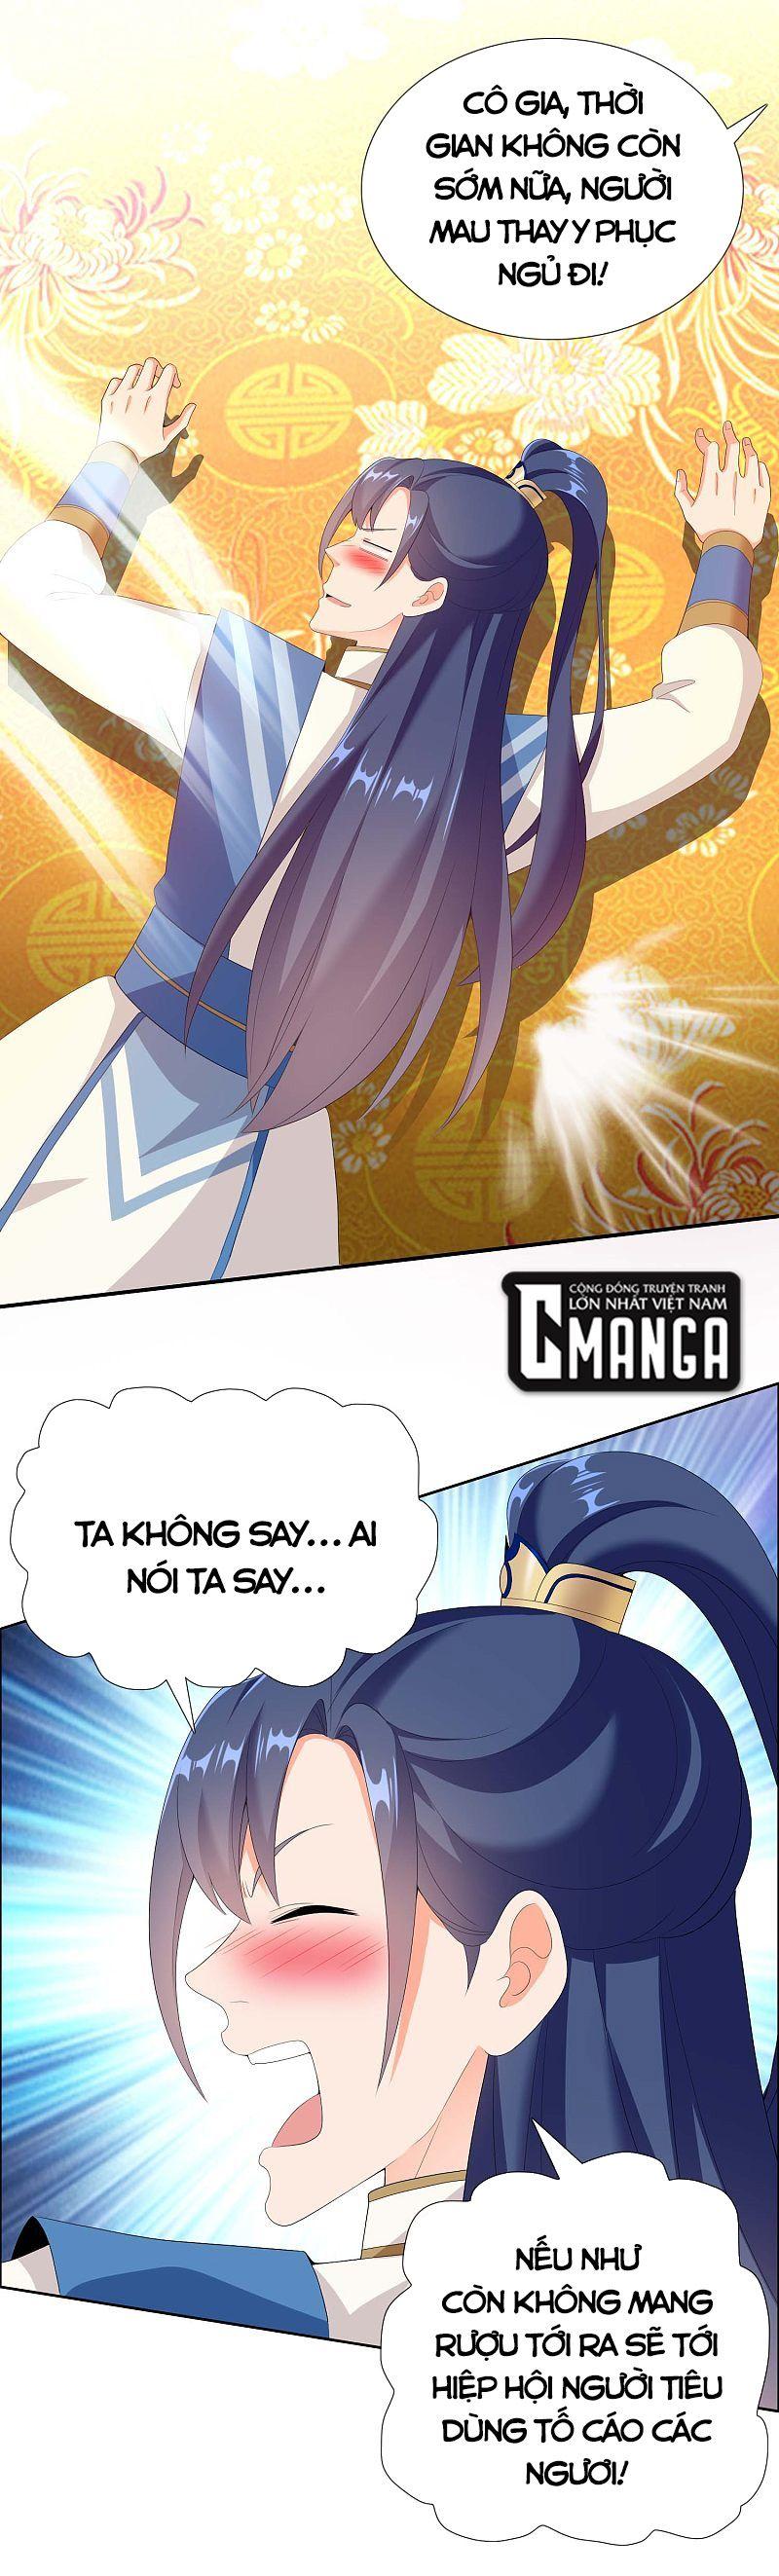 CÔ GIA, THỜI
GIAN KHÔNG CÒN
SỚM NỮA, NGƯỜI
MAU THAY Y PHỤC
NGỦ ĐI!
CỘNG ĐỒNG TRUYỆN TRANH
LỚN NHẤT VIỆT NAM
CMANGA
TA KHÔNG SAY... AI
NÓI TA SAY...
NẾU NHƯ
CÒN KHÔNG MANG
RƯỢU TỚI RA SẼ TỚI
HIỆP HỘI NGƯỜI TIÊU
DÙNG TỐ CÁO CÁC
NGƯƠI!